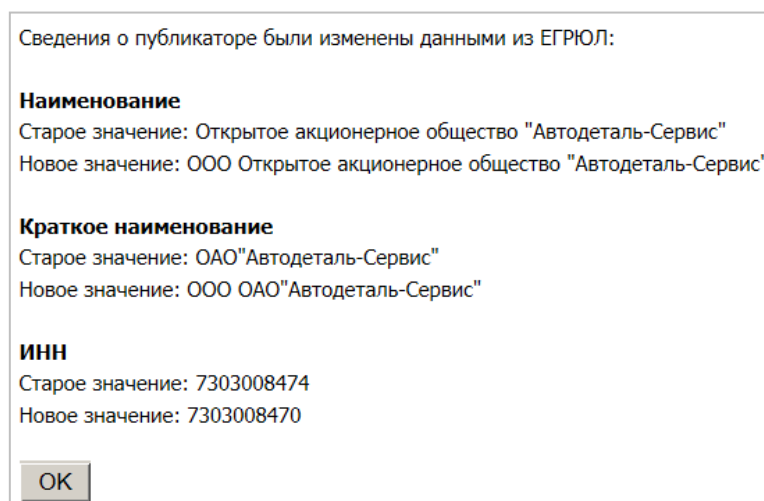 Сведения о публикаторе были изменены данными из ЕГРЮЛ:
Наименование
Старое значение: Открытое акционерное общество "Автодеталь-Сервис"
Новое значение: ООО Открытое акционерное общество "Автодеталь-Сервис"
Краткое наименование
Старое значение: ОАО"Автодеталь-Сервис"
Новое значение: ООО ОАО"Автодеталь-Сервис"
ИНН
Старое значение: 7303008474
Новое значение: 7303008470
OK